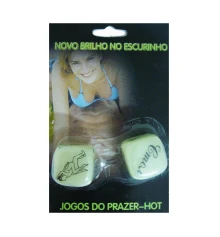 NOVO BRILHO NO ESCURINHO
JOGOS DO PRAZER-HOT